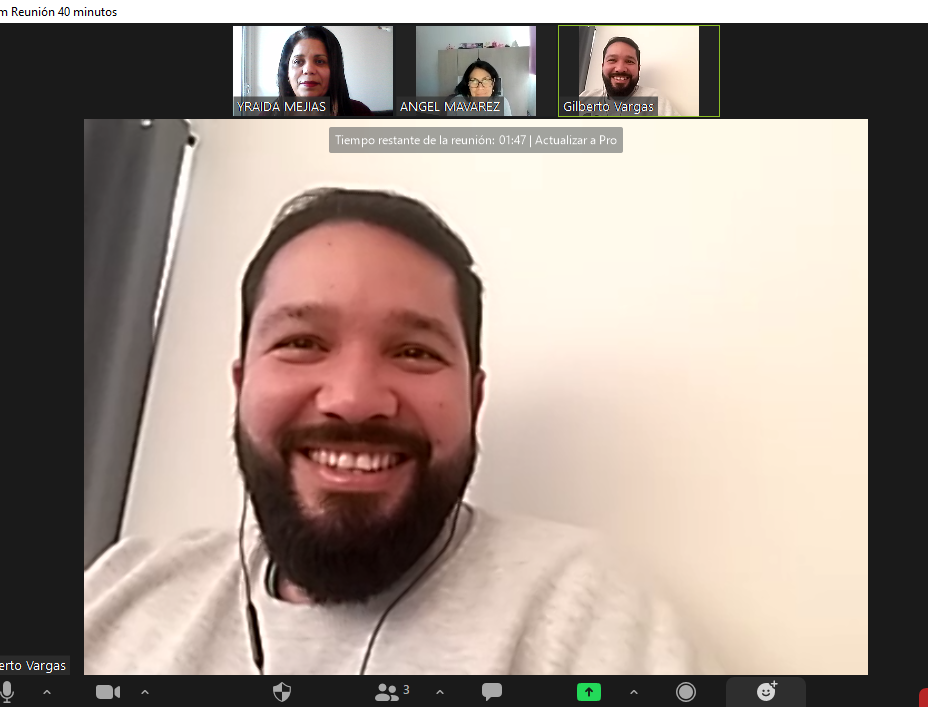 m Reunión 40 minutos
YRAIDA MEJIAS
ANGEL MAVAREZ
Gilberto Vargas
Tiempo restante de la reunión: 01:47 | Actualizar a Pro
erto Vargas
3